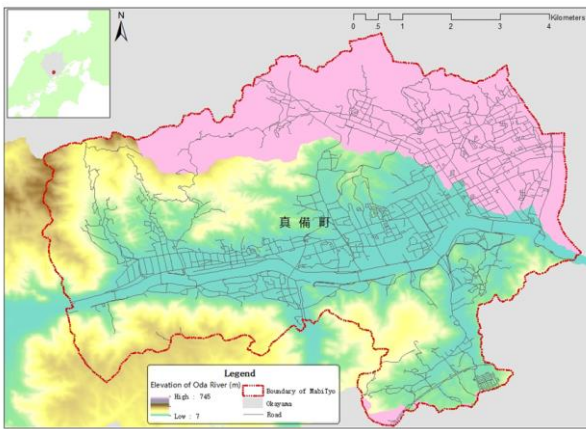 N
Kilometers
0 .5 1 2 3 4
真備町
Legend
Elevation of Oda River (m)
High : 745
Low : 7
Boundary of MabiTyo
Okayama
Road